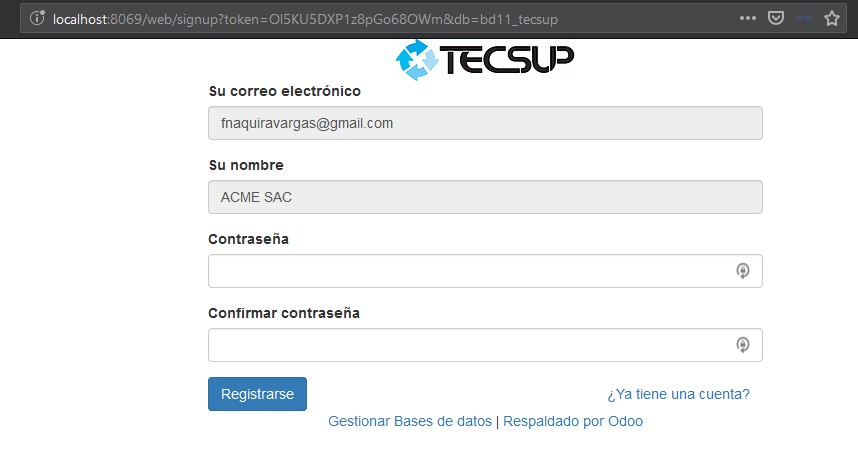 localhost:8069/web/signup?token=Ol5KU5DXP1z8pGo68OWm&db=bd11_tecsup
TECSUP
Su correo electrónico
fnaquiravargas@gmail.com
Su nombre
ACME SAC
Contraseña
Confirmar contraseña
Registrarse ¿Ya tiene una cuenta?
Gestionar Bases de datos | Respaldado por Odoo